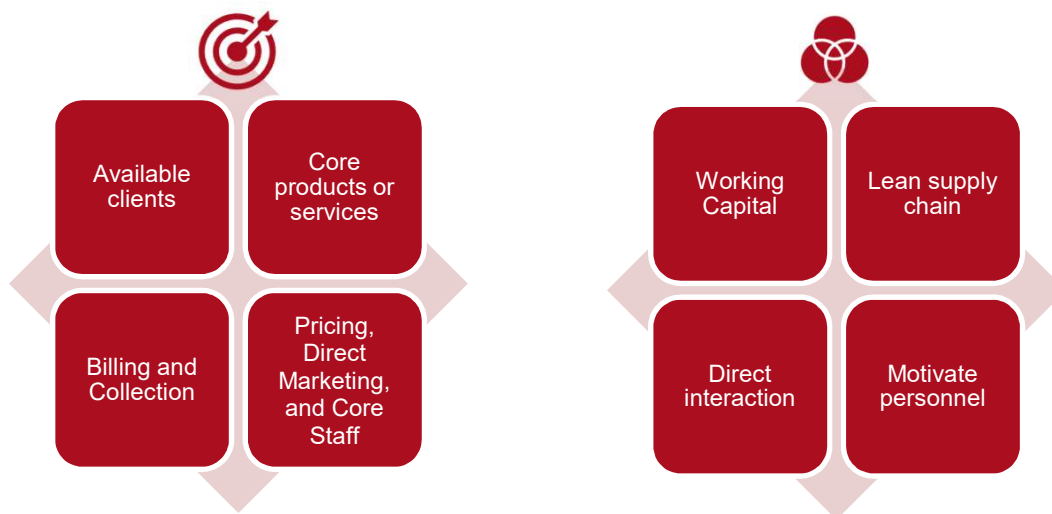 Available
clients
Core
products or
services
Billing and
Collection
Pricing,
Direct
Marketing,
and Core
Staff
Working
Capital
Lean supply
chain
Direct
interaction
Motivate
personnel